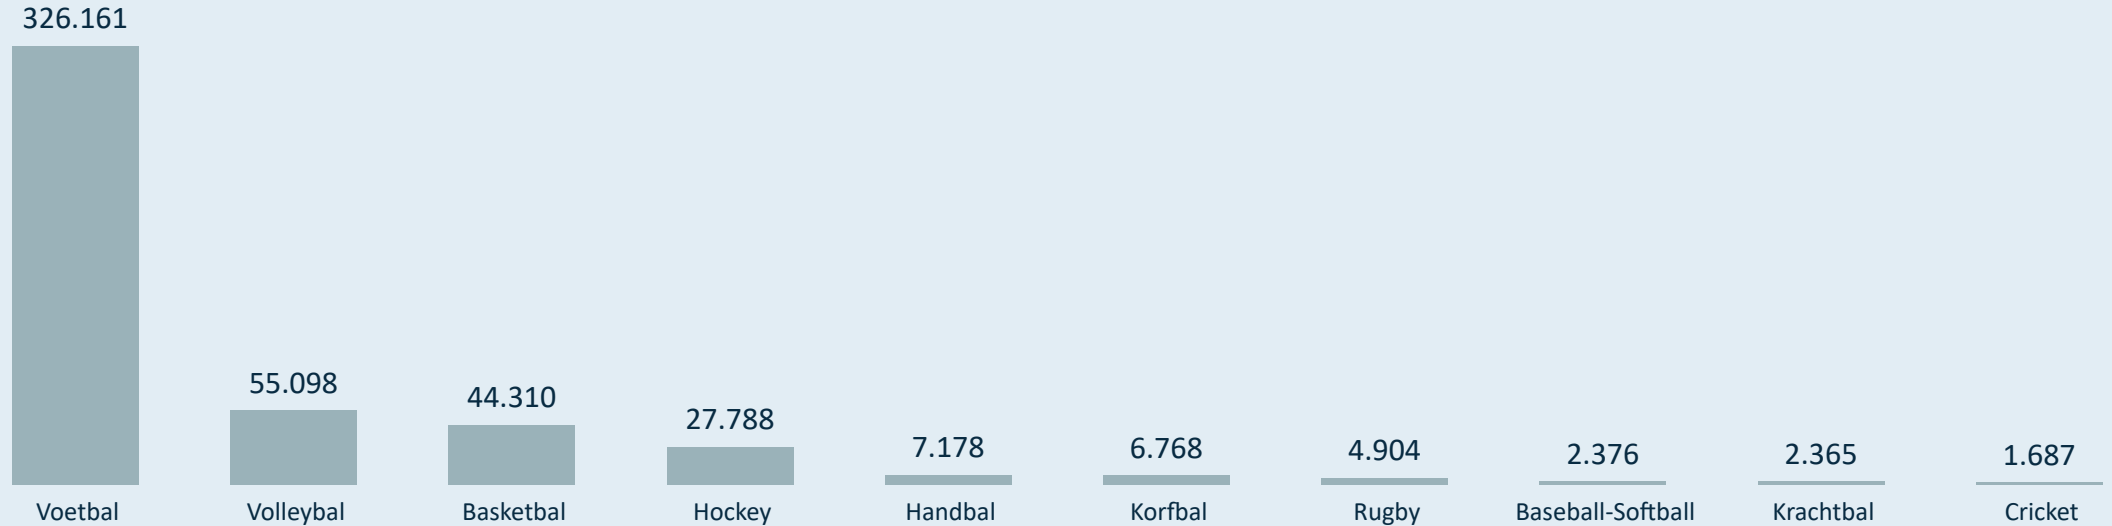 326.161
55.098
44.310
27.788
7.178
6.768
4.904
2.376
2.365
1.687
Voetbal
Volleybal
Basketbal
Hockey
Handbal
Korfbal
Rugby
Baseball-Softball
Krachtbal
Cricket